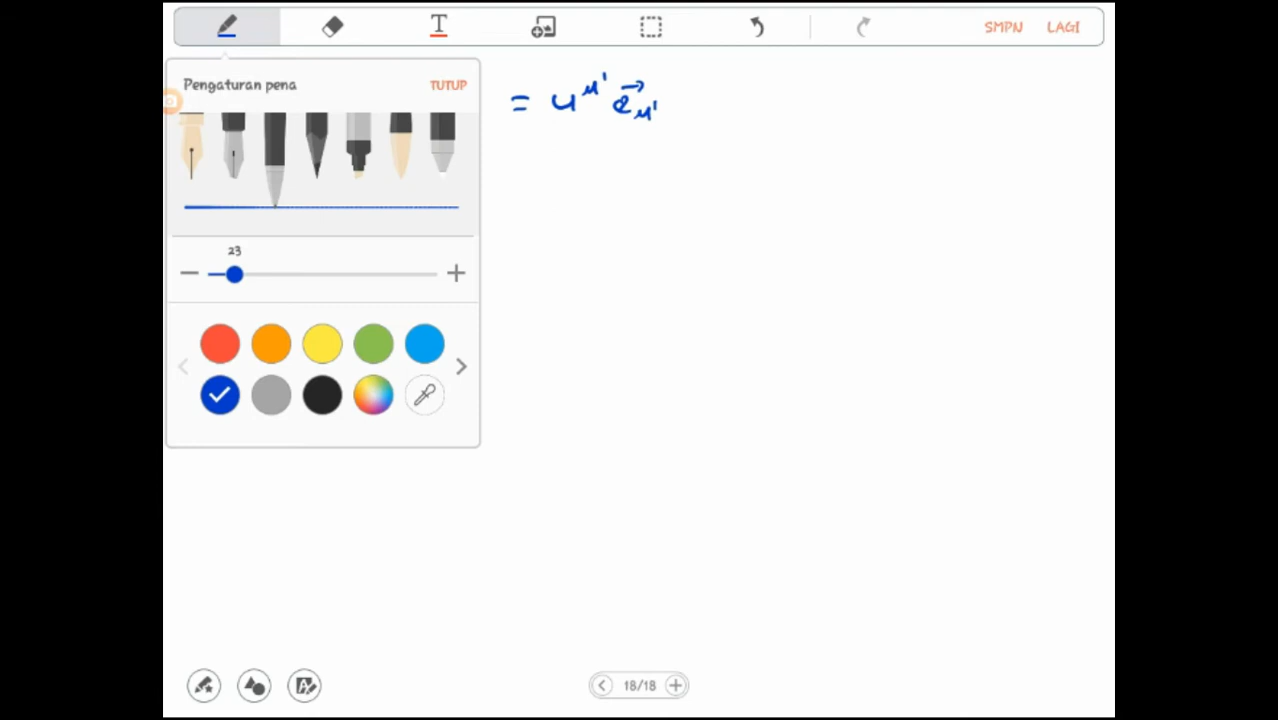 T SMPN LAGI
Pengaturan pena TUTUP
= u^μ' e⃗_μ'
23
18/18